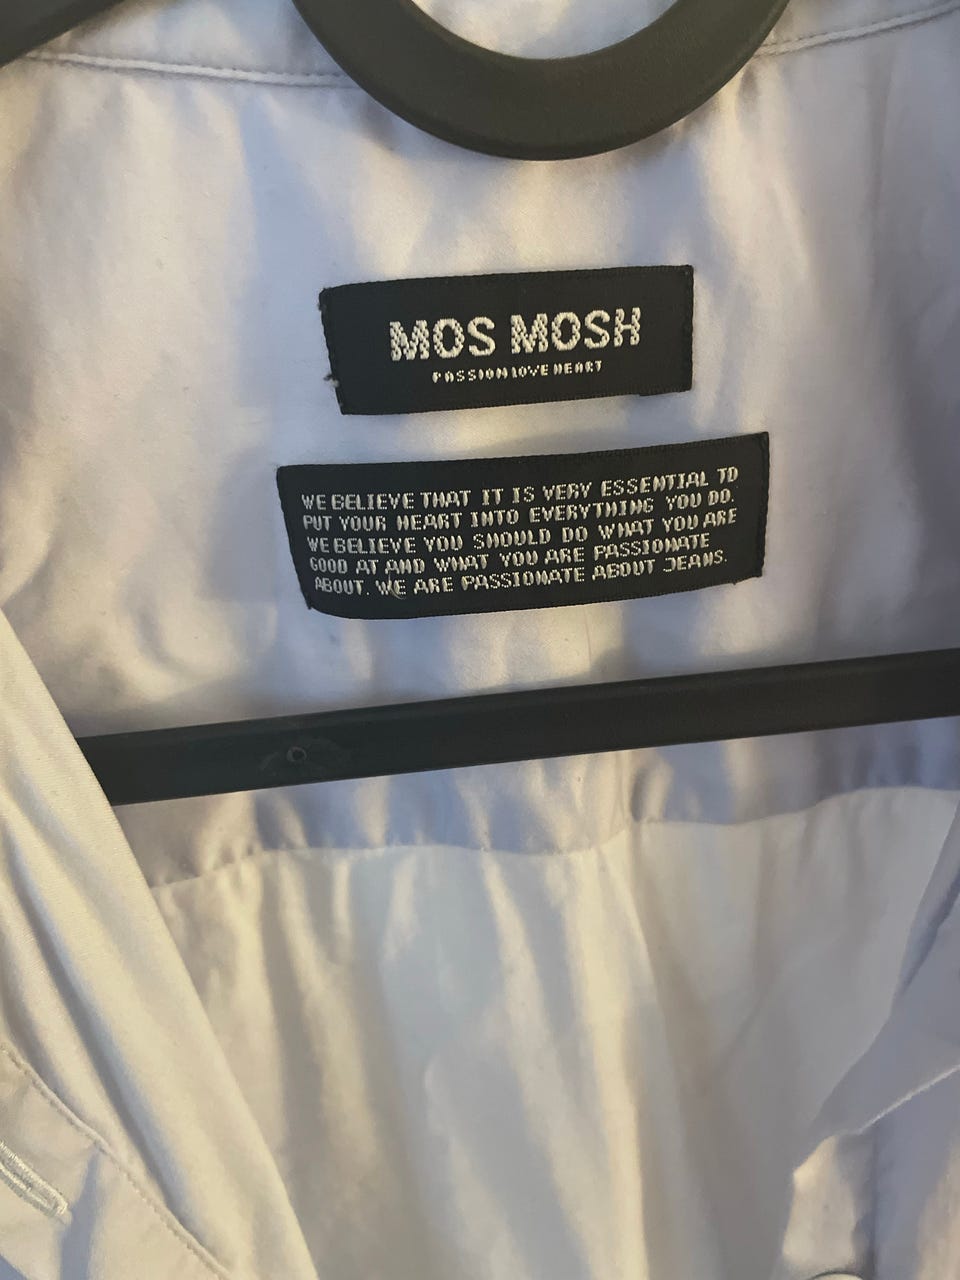 MOS MOSH
PASSION LOVE HEART
WE BELIEVE THAT IT IS VERY ESSENTIAL TO
PUT YOUR HEART INTO EVERYTHING YOU DO.
WE BELIEVE YOU SHOULD DO WHAT YOU ARE
GOOD AT AND WHAT YOU ARE PASSIONATE
ABOUT. WE ARE PASSIONATE ABOUT JEANS.